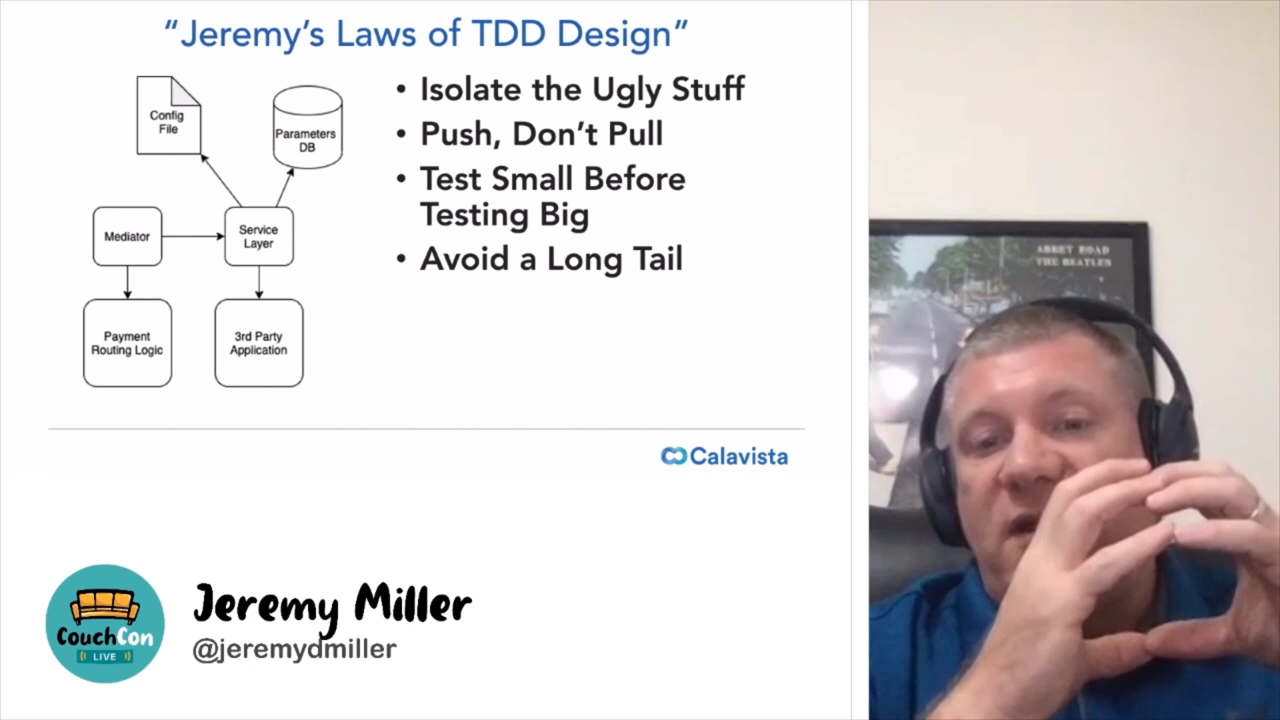 “Jeremy’s Laws of TDD Design”
Config
File
Parameters
DB
Mediator
Service
Layer
Payment
Routing Logic
3rd Party
Application
• Isolate the Ugly Stuff
• Push, Don’t Pull
• Test Small Before
Testing Big
• Avoid a Long Tail
Calavista
ABBEY ROAD
THE BEATLES
CouchCon
LIVE
Jeremy Miller
@jeremydmiller